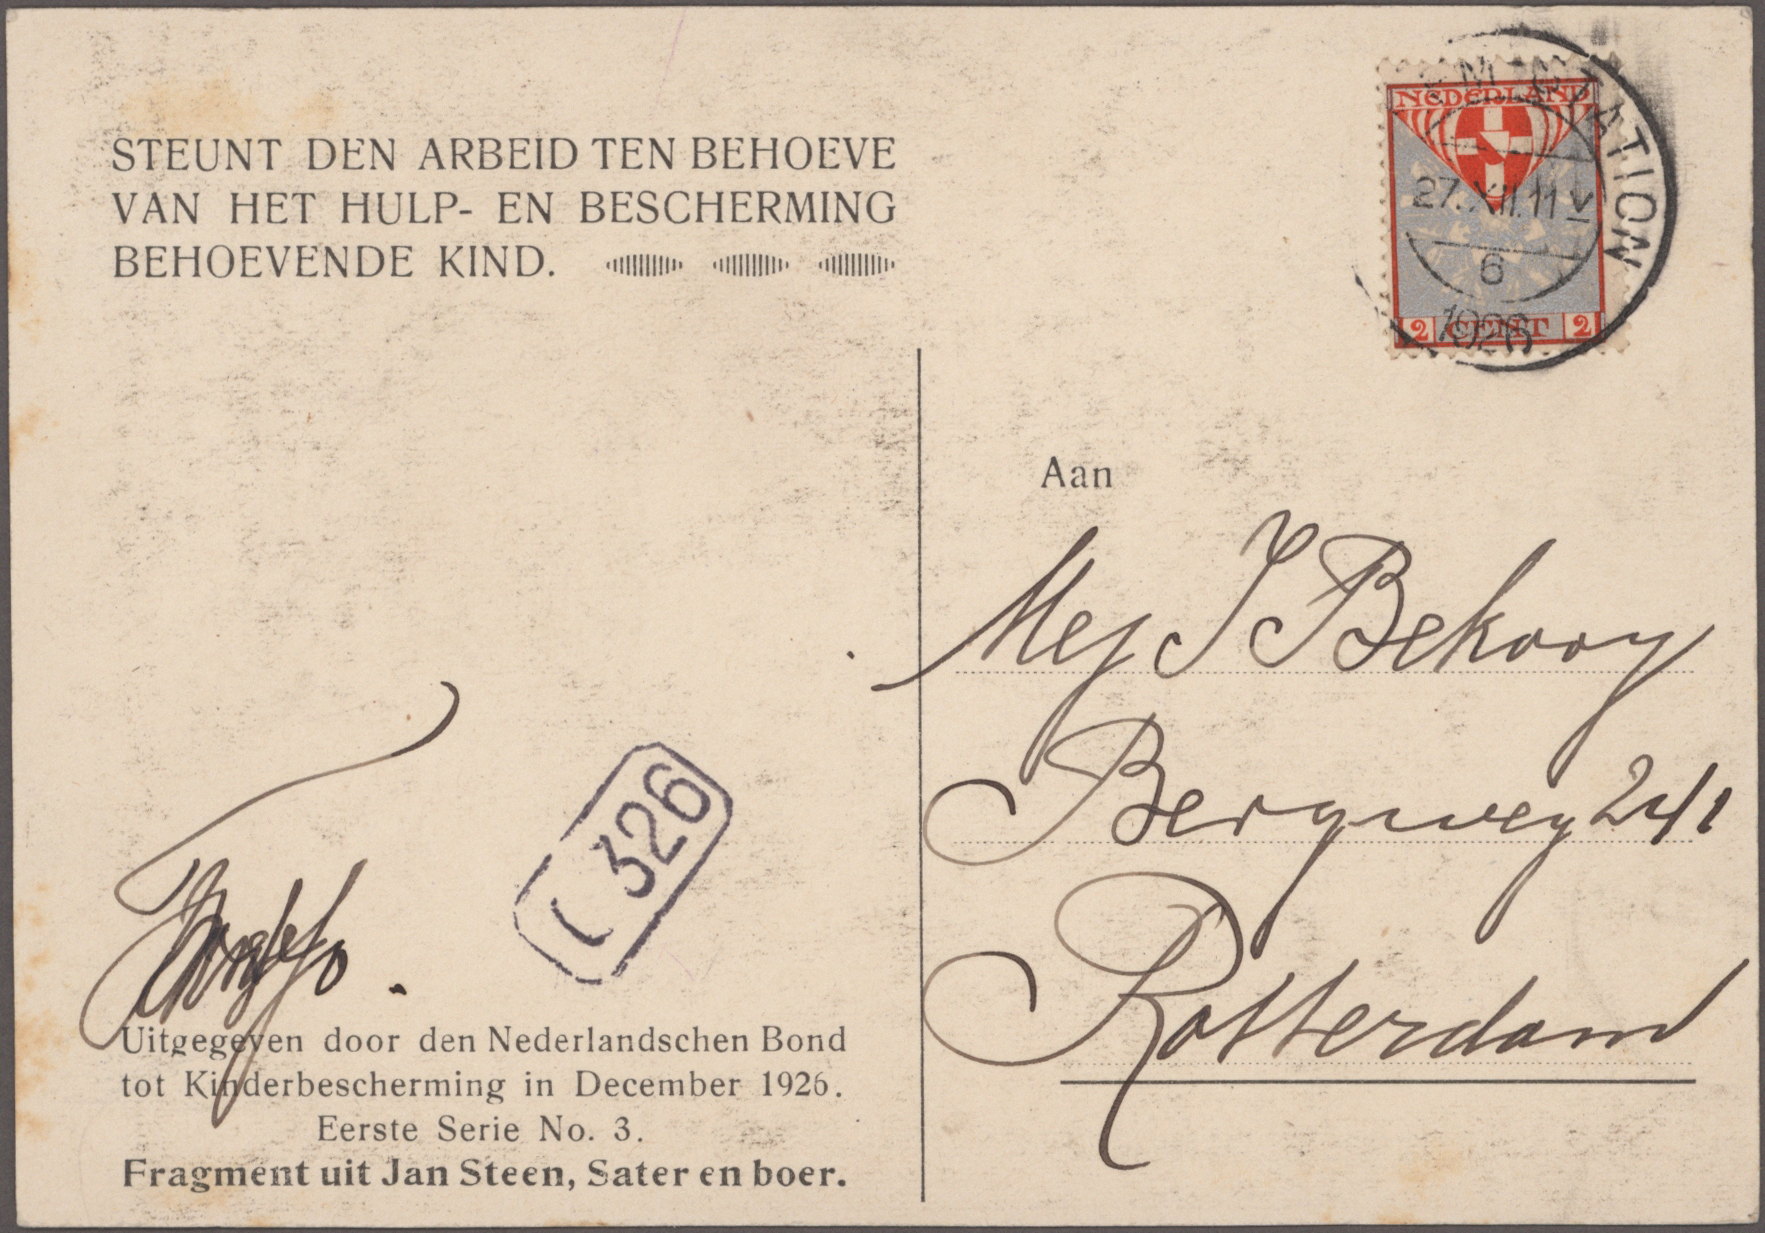 STEUNT DEN ARBEID TEN BEHOEVE
VAN HET HULP- EN BESCHERMING
BEHOEVENDE KIND.
NEDERLAND
2 CENT 2
STATION
27.XII.11 V
6
1926
Aan
Mej J Bekooy
Bergweg
Rotterdam
326
Uitgegeven door den Nederlandschen Bond
tot Kinderbescherming in December 1926.
Eerste Serie No. 3.
Fragment uit Jan Steen, Sater en boer.